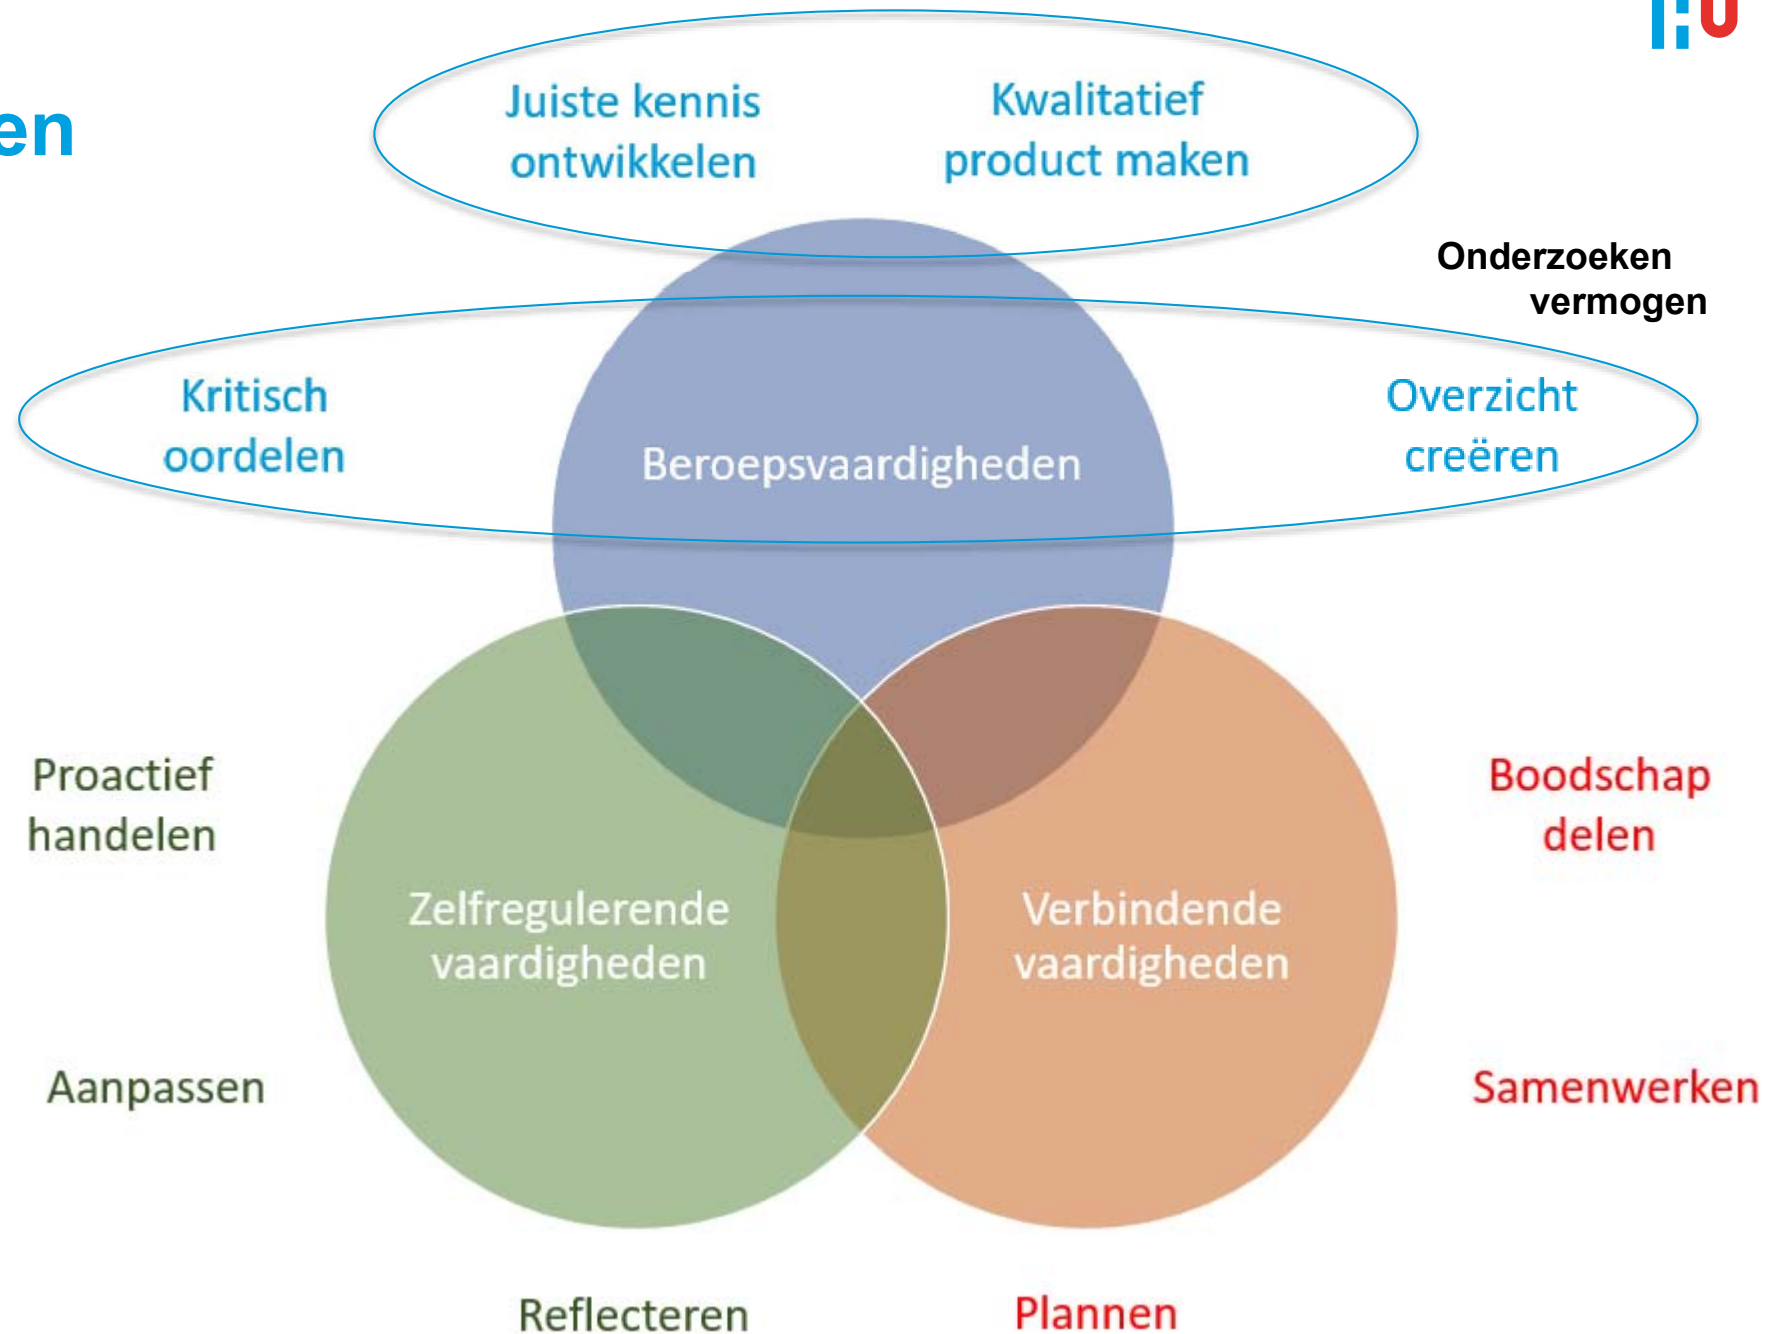 en
Juiste kennis
ontwikkelen
Kwalitatief
product maken
Onderzoeken
vermogen
Kritisch
oordelen
Beroepsvaardigheden
Overzicht
creëren
Proactief
handelen
Boodschap
delen
Zelfregulerende
vaardigheden
Verbindende
vaardigheden
Aanpassen
Samenwerken
Reflecteren
Plannen